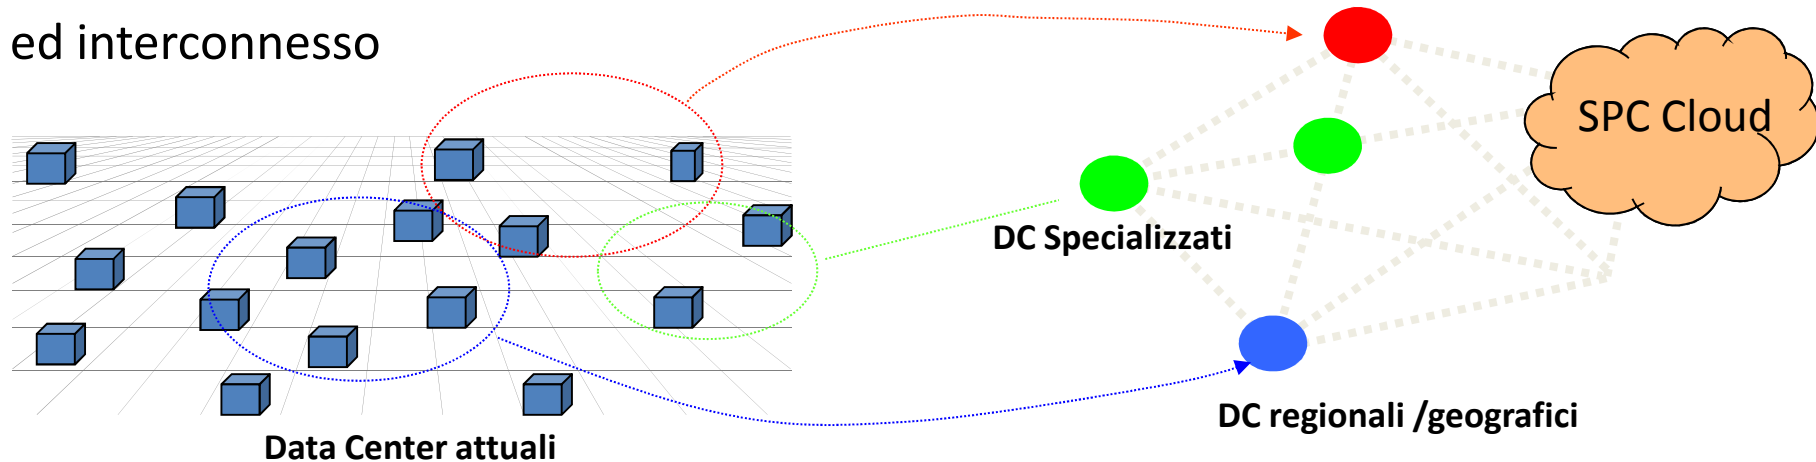 ed interconnesso
SPC Cloud
DC Specializzati
DC regionali /geografici
Data Center attuali